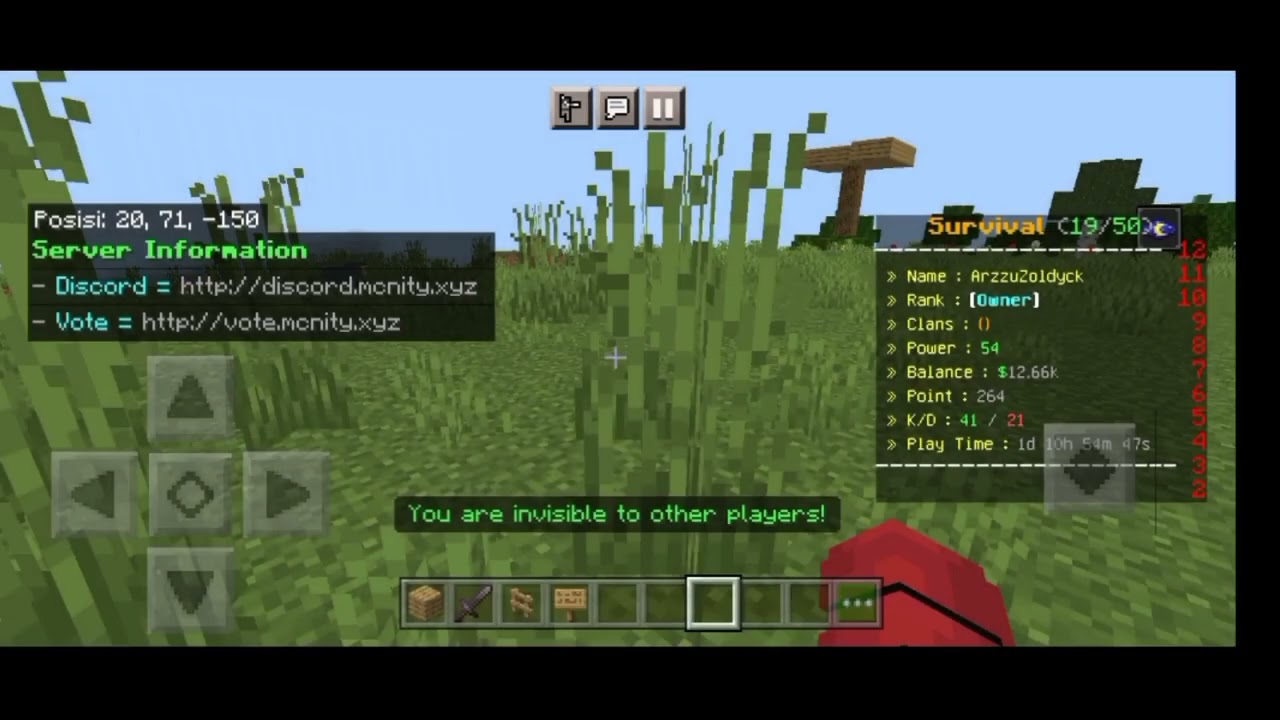 Posisi: 20, 71, -150
Server Information
- Discord = http://discord.mcnity.xyz
- Vote = http://vote.mcnity.xyz
Survival (19/50)
12
» Name : ArzzuZoldyck 11
» Rank : [Owner] 10
» Clans : () 9
» Power : 54 8
» Balance : $12.66k 7
» Point : 264 6
» K/D : 41 / 21 5
» Play Time : 1d 10h 54m 47s 4
3
2
You are invisible to other players!